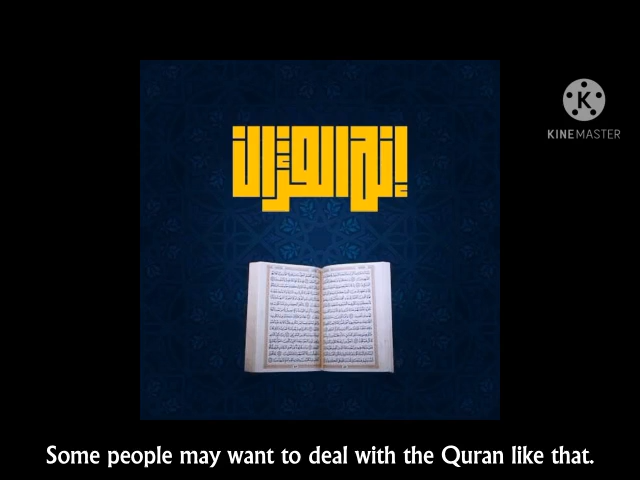 إنه القرآن
KINEMASTER
Some people may want to deal with the Quran like that.